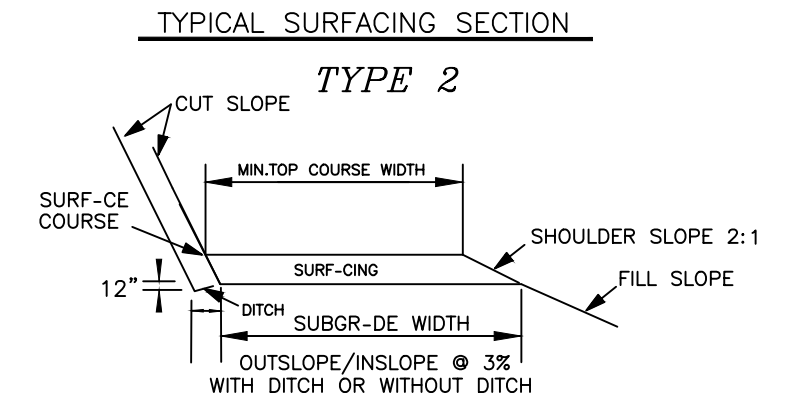 TYPICAL SURFACING SECTION
TYPE 2
CUT SLOPE
MIN.TOP COURSE WIDTH
SURF-CE
COURSE
SHOULDER SLOPE 2:1
SURF-CING
FILL SLOPE
12"
DITCH
SUBGR-DE WIDTH
OUTSLOPE/INSLOPE @ 3%
WITH DITCH OR WITHOUT DITCH